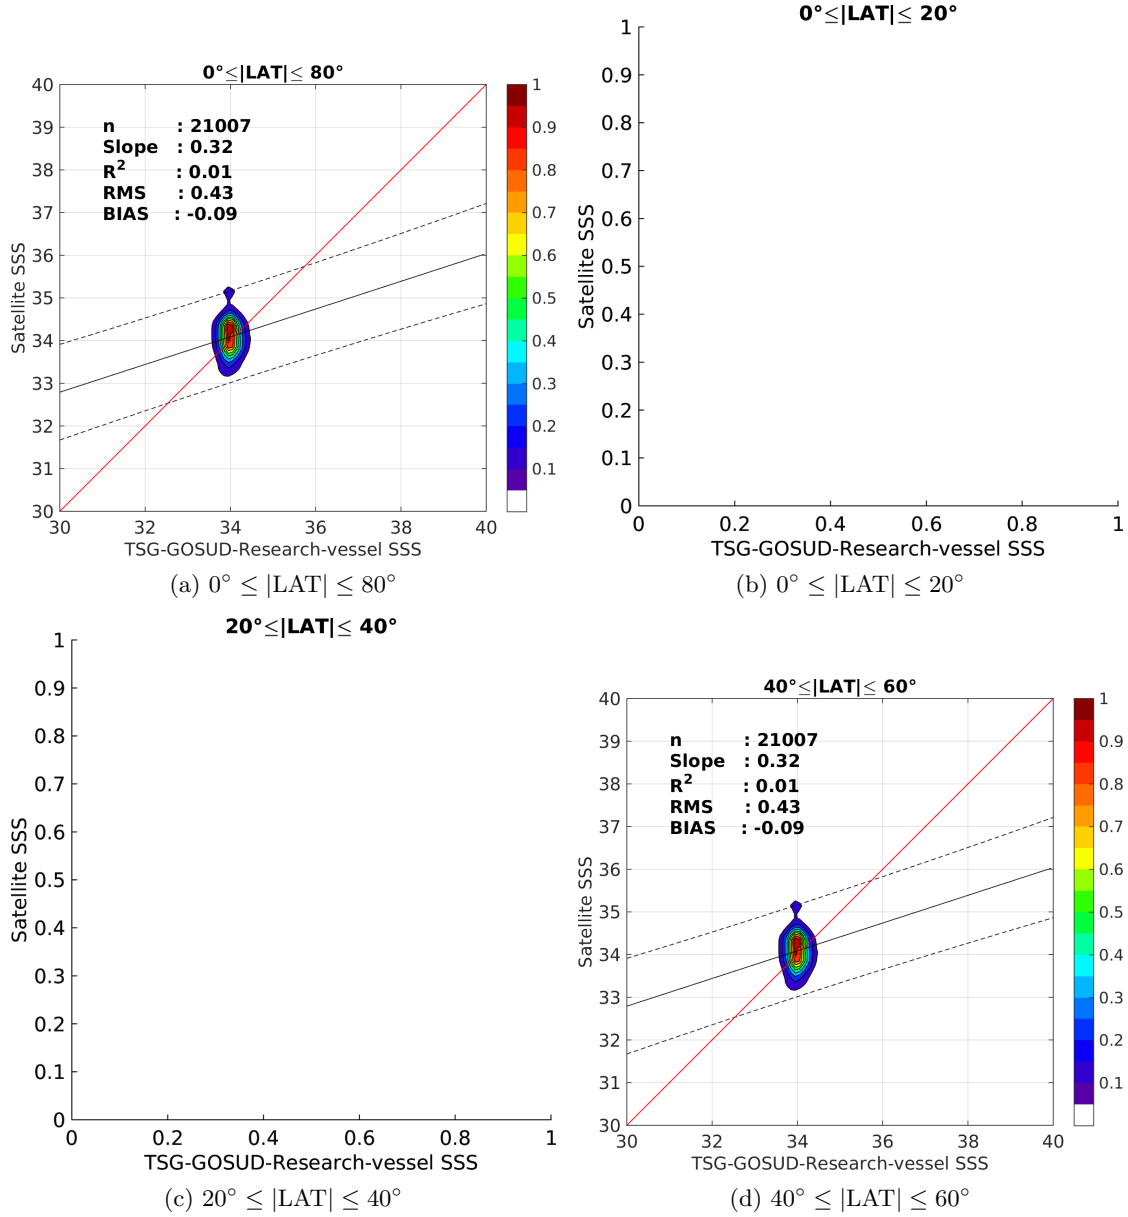 0°≤|LAT|≤ 80°
40
39
38
37
36
35
34
33
32
31
30
Satellite SSS
n : 21007
Slope : 0.32
R² : 0.01
RMS : 0.43
BIAS : -0.09
30 32 34 36 38 40
TSG-GOSUD-Research-vessel SSS
1
0.9
0.8
0.7
0.6
0.5
0.4
0.3
0.2
0.1
(a) 0° ≤ |LAT| ≤ 80°
0°≤|LAT|≤ 20°
1
0.9
0.8
0.7
0.6
0.5
0.4
0.3
0.2
0.1
0
Satellite SSS
0 0.2 0.4 0.6 0.8 1
TSG-GOSUD-Research-vessel SSS
(b) 0° ≤ |LAT| ≤ 20°
20°≤|LAT|≤ 40°
1
0.9
0.8
0.7
0.6
0.5
0.4
0.3
0.2
0.1
0
Satellite SSS
0 0.2 0.4 0.6 0.8 1
TSG-GOSUD-Research-vessel SSS
(c) 20° ≤ |LAT| ≤ 40°
40°≤|LAT|≤ 60°
40
39
38
37
36
35
34
33
32
31
30
Satellite SSS
n : 21007
Slope : 0.32
R² : 0.01
RMS : 0.43
BIAS : -0.09
30 32 34 36 38 40
TSG-GOSUD-Research-vessel SSS
1
0.9
0.8
0.7
0.6
0.5
0.4
0.3
0.2
0.1
(d) 40° ≤ |LAT| ≤ 60°